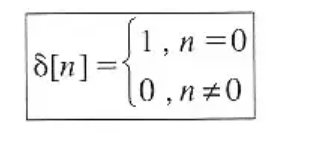 δ[n] = { 1 , n =0
0 , n ≠ 0